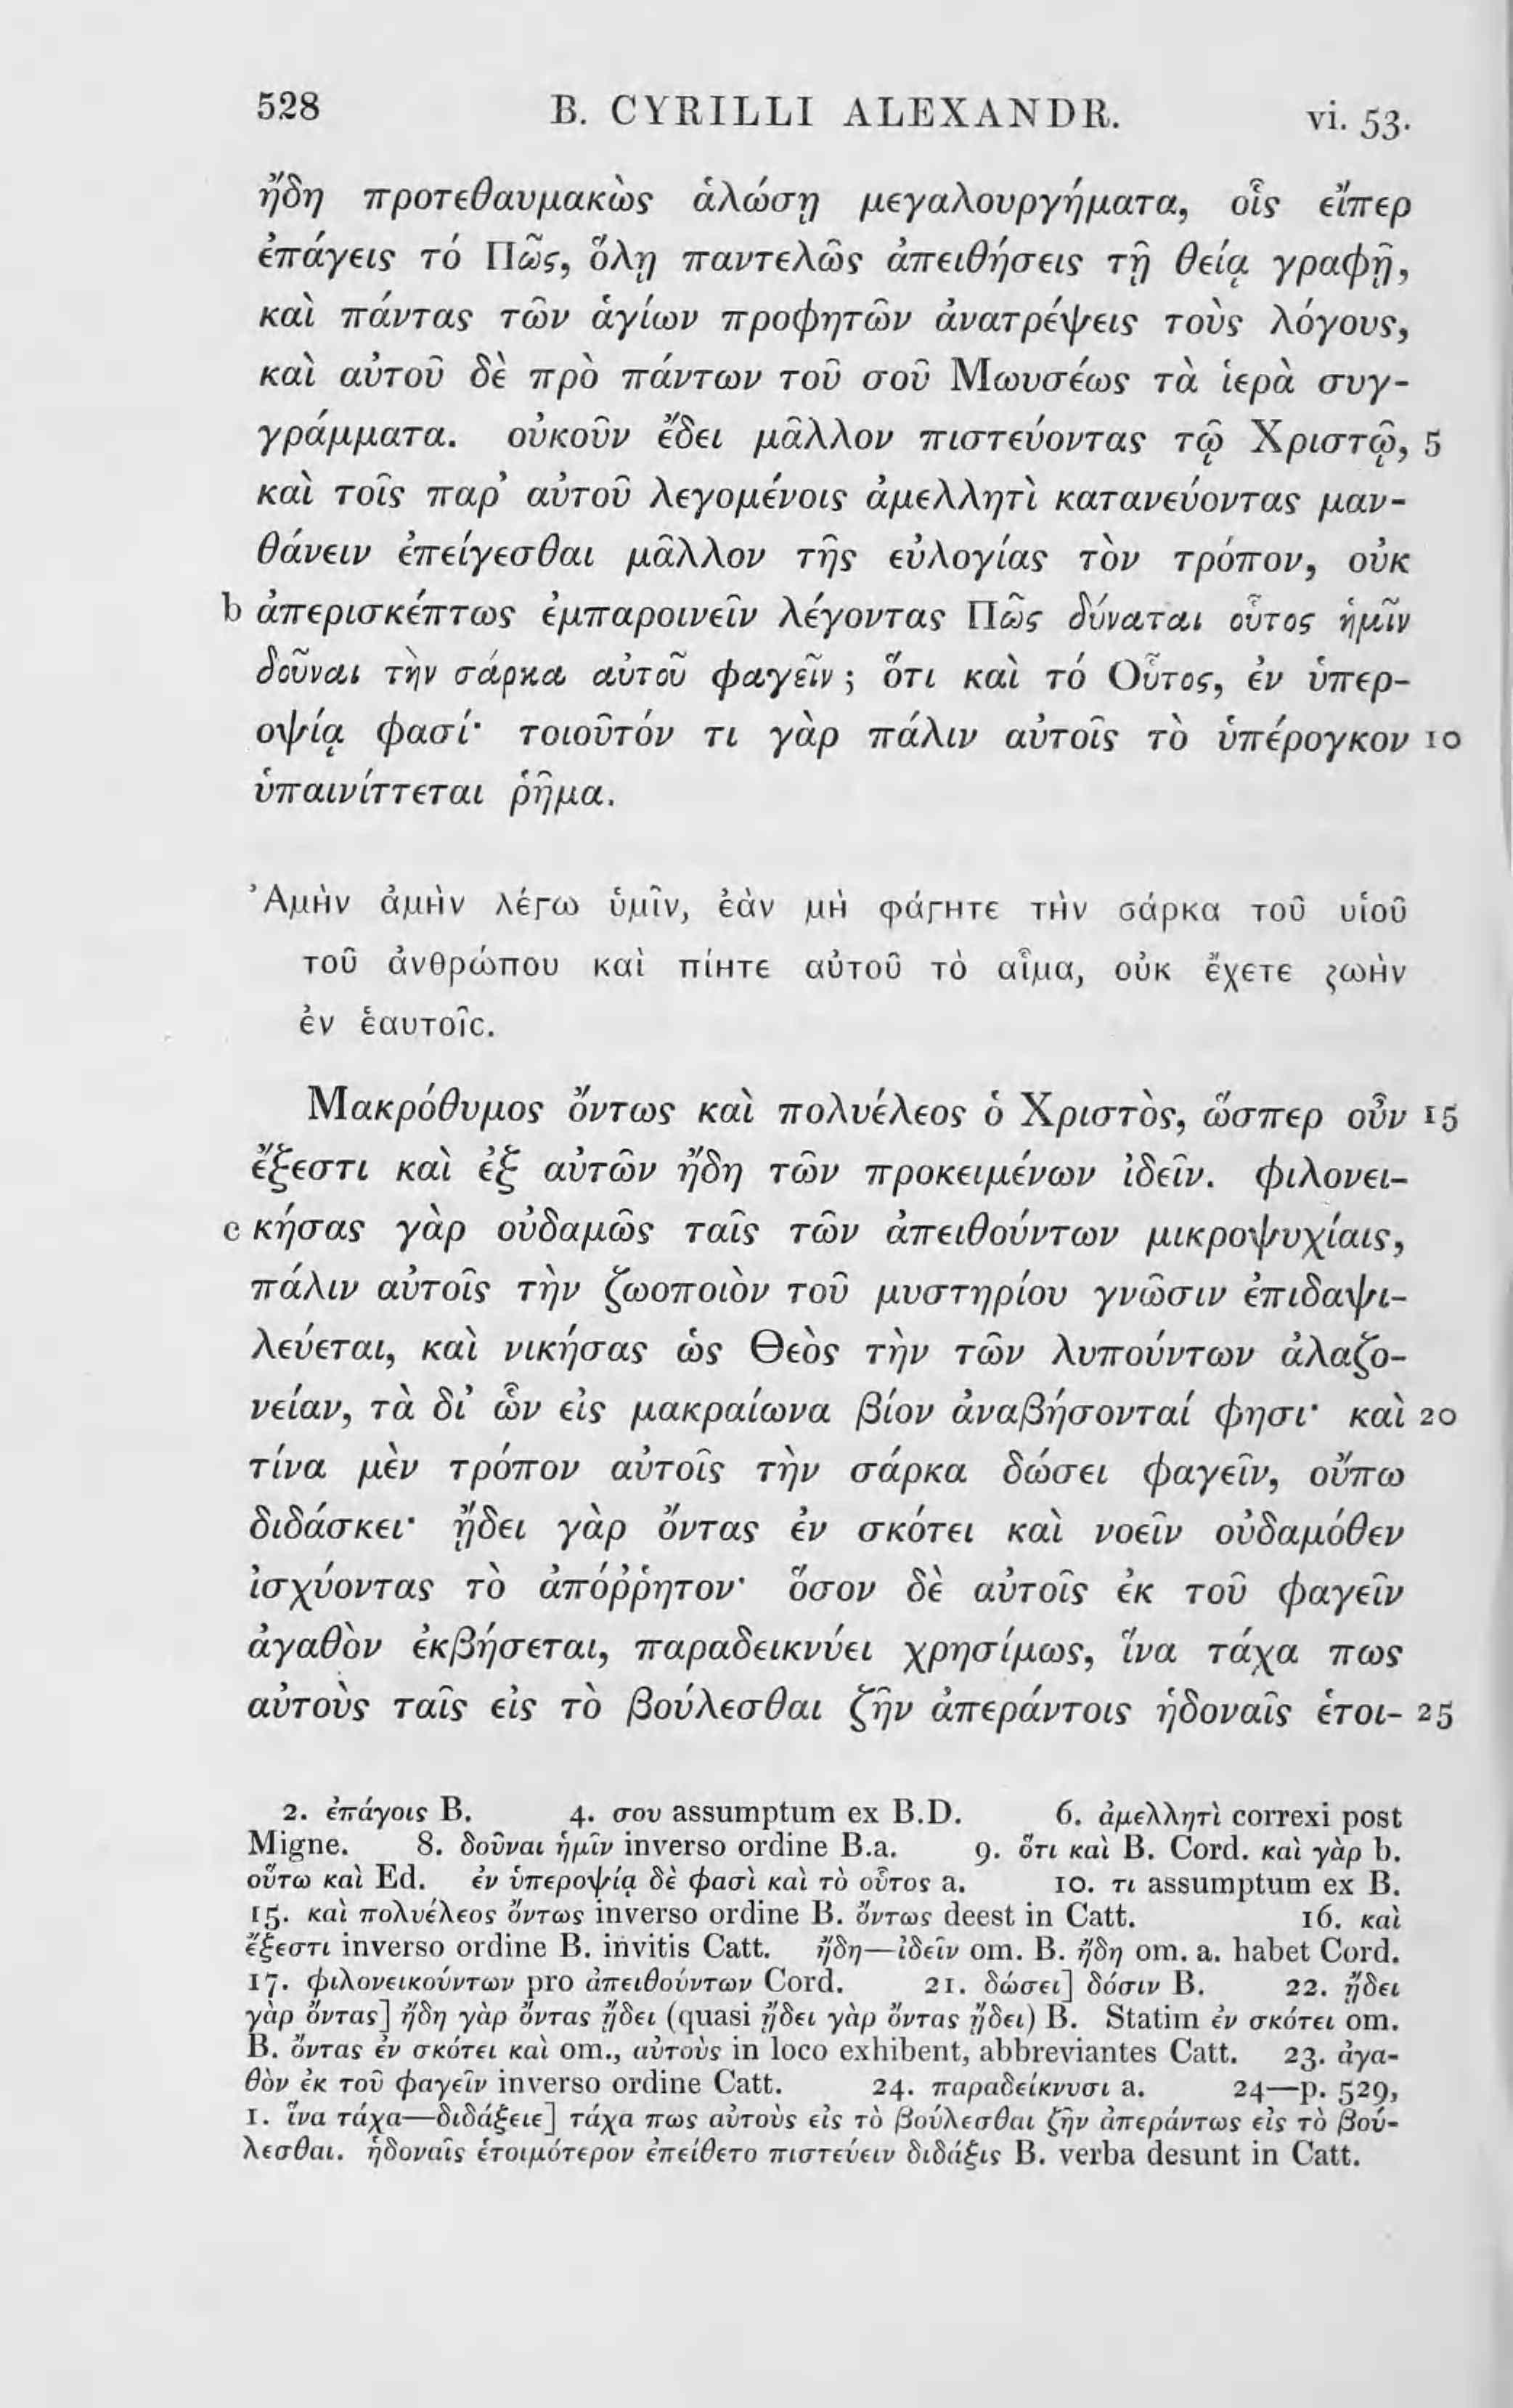 528 B. CYRILLI ALEXANDR. vi. 53.
ἤδη προτεθαυμακὼς ἁλώσῃ μεγαλουργήματα, οἷς εἴπερ
ἐπάγεις τό Πῶς, ὅλῃ παντελῶς ἀπειθήσεις τῇ θείᾳ γραφῇ,
καὶ πάντας τῶν ἁγίων προφητῶν ἀνατρέψεις τοὺς λόγους,
καὶ αὐτοῦ δὲ πρὸ πάντων τοῦ σοῦ Μωυσέως τὰ ἱερὰ συγ-
γράμματα. οὐκοῦν ἔδει μᾶλλον πιστεύοντας τῷ Χριστῷ, 5
καὶ τοῖς παρ’ αὐτοῦ λεγομένοις ἀμελλητὶ κατανεύοντας μαν-
θάνειν ἐπείγεσθαι μᾶλλον τῆς εὐλογίας τὸν τρόπον, οὐκ
b ἀπερισκέπτως ἐμπαροινεῖν λέγοντας Πῶς δύναται οὗτος ἡμῖν
δοῦναι τὴν σάρκα αὐτοῦ φαγεῖν ; ὅτι καὶ τό Οὗτος, ἐν ὑπερ-
οψίᾳ φασί· τοιοῦτόν τι γὰρ πάλιν αὐτοῖς τὸ ὑπέρογκον 10
ὑπαινίττεται ῥῆμα.
Ἀμὴν ἀμὴν λέγω ὑμῖν, ἐὰν μὴ φάγητε τὴν σάρκα τοῦ υἱοῦ
τοῦ ἀνθρώπου καὶ πίητε αὐτοῦ τὸ αἷμα, οὐκ ἔχετε ζωὴν
ἐν ἑαυτοῖς.
Μακρόθυμος ὄντως καὶ πολυέλεος ὁ Χριστὸς, ὥσπερ οὖν 15
ἔξεστι καὶ ἐξ αὐτῶν ἤδη τῶν προκειμένων ἰδεῖν. φιλονει-
c κήσας γὰρ οὐδαμῶς ταῖς τῶν ἀπειθούντων μικροψυχίαις,
πάλιν αὐτοῖς τὴν ζωοποιὸν τοῦ μυστηρίου γνῶσιν ἐπιδαψι-
λεύεται, καὶ νικήσας ὡς Θεὸς τὴν τῶν λυπούντων ἀλαζο-
νείαν, τὰ δι’ ὧν εἰς μακραίωνα βίον ἀναβήσονταί φησι· καὶ 20
τίνα μὲν τρόπον αὐτοῖς τὴν σάρκα δώσει φαγεῖν, οὔπω
διδάσκει· ᾔδει γὰρ ὄντας ἐν σκότει καὶ νοεῖν οὐδαμόθεν
ἰσχύοντας τὸ ἀπόῤῥητον· ὅσον δὲ αὐτοῖς ἐκ τοῦ φαγεῖν
ἀγαθὸν ἐκβήσεται, παραδεικνύει χρησίμως, ἵνα τάχα πως
αὐτοὺς ταῖς εἰς τὸ βούλεσθαι ζῆν ἀπεράντοις ἡδοναῖς ἑτοι- 25
2. ἐπάγοις B. 4. σου assumptum ex B.D. 6. ἀμελλητὶ correxi post
Migne. 8. δοῦναι ἡμῖν inverso ordine B.a. 9. ὅτι καὶ B. Cord. καὶ γὰρ b.
οὕτω καὶ Ed. ἐν ὑπεροψίᾳ δὲ φασὶ καὶ τὸ οὗτος a. 10. τι assumptum ex B.
15. καὶ πολυέλεος ὄντως inverso ordine B. ὄντως deest in Catt. 16. καὶ
ἔξεστι inverso ordine B. invitis Catt. ἤδη—ἰδεῖν om. B. ἤδη om. a. habet Cord.
17. φιλονεικούντων pro ἀπειθούντων Cord. 21. δώσει] δόσιν B. 22. ᾔδει
γὰρ ὄντας] ἤδη γὰρ ὄντας ᾔδει (quasi ᾔδει γὰρ ὄντας ᾔδει) B. Statim ἐν σκότει om.
B. ὄντας ἐν σκότει καὶ om., αὐτοὺς in loco exhibent, abbreviantes Catt. 23. ἀγα-
θὸν ἐκ τοῦ φαγεῖν inverso ordine Catt. 24. παραδείκνυσι a. 24—p. 529,
1. ἵνα τάχα—διδάξειε] τάχα πως αὐτοὺς εἰς τὸ βούλεσθαι ζῆν ἀπεράντως εἰς τὸ βού-
λεσθαι. ἡδοναῖς ἑτοιμότερον ἐπείθετο πιστεύειν διδάξις B. verba desunt in Catt.